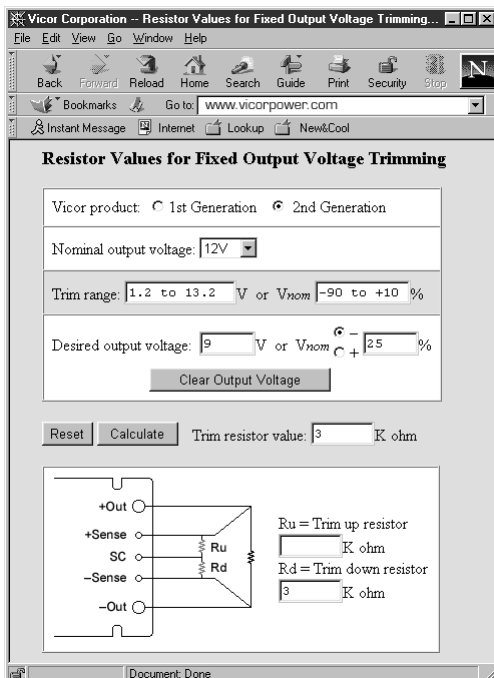 Vicor Corporation -- Resistor Values for Fixed Output Voltage Trimming...
File Edit View Go Window Help
Back Forward Reload Home Search Guide Print Security Stop N
Bookmarks Go to: www.vicorpower.com
Instant Message Internet Lookup New&Cool
Resistor Values for Fixed Output Voltage Trimming
Vicor product: 1st Generation 2nd Generation
Nominal output voltage: 12V
Trim range: 1.2 to 13.2 V or Vnom -90 to +10 %
Desired output voltage: 9 V or Vnom − + 25 %
Clear Output Voltage
Reset Calculate Trim resistor value: 3 K ohm
+Out
+Sense
SC
–Sense
–Out
Ru
Rd
Ru = Trim up resistor
K ohm
Rd = Trim down resistor
3 K ohm
Document: Done